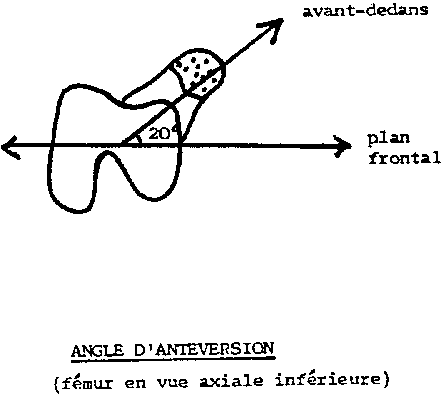 avant-dedans
20°
plan
frontal
ANGLE D'ANTEVERSION
(fémur en vue axiale inférieure)